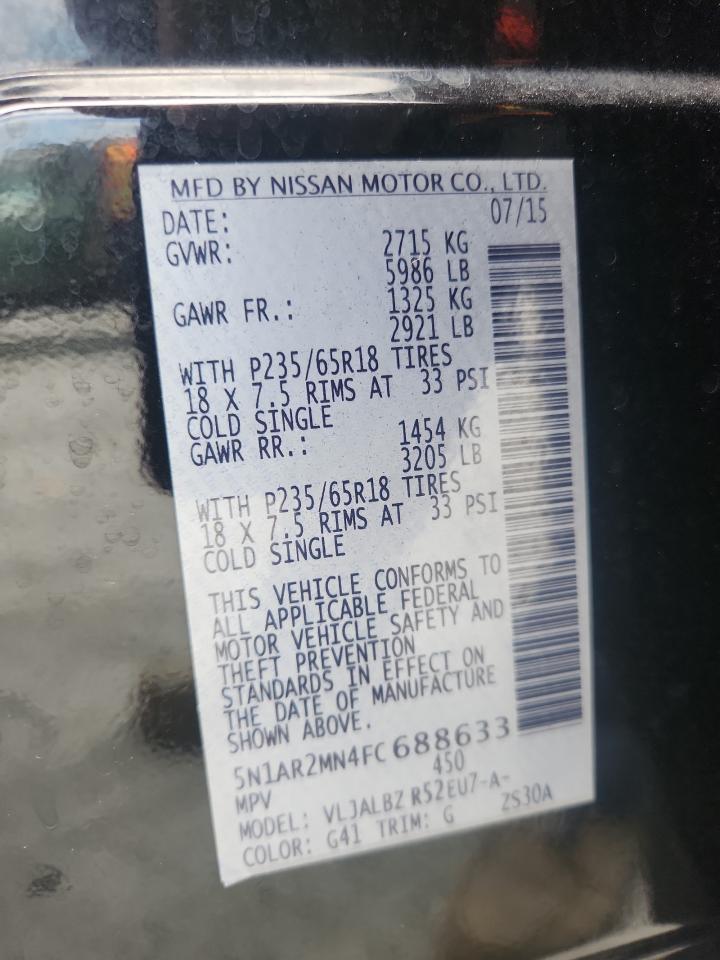 MFD BY NISSAN MOTOR CO., LTD.
DATE: 07/15
GVWR: 2715 KG
5986 LB
GAWR FR.: 1325 KG
2921 LB
WITH P235/65R18 TIRES
18 X 7.5 RIMS AT 33 PSI
COLD SINGLE
GAWR RR.: 1454 KG
3205 LB
WITH P235/65R18 TIRES
18 X 7.5 RIMS AT 33 PSI
COLD SINGLE
THIS VEHICLE CONFORMS TO
ALL APPLICABLE FEDERAL
MOTOR VEHICLE SAFETY AND
THEFT PREVENTION
STANDARDS IN EFFECT ON
THE DATE OF MANUFACTURE
SHOWN ABOVE.
5N1AR2MN4FC688633
MPV 450
MODEL: VLJALBZ R52EU7-A-
COLOR: G41 TRIM: G ZS30A